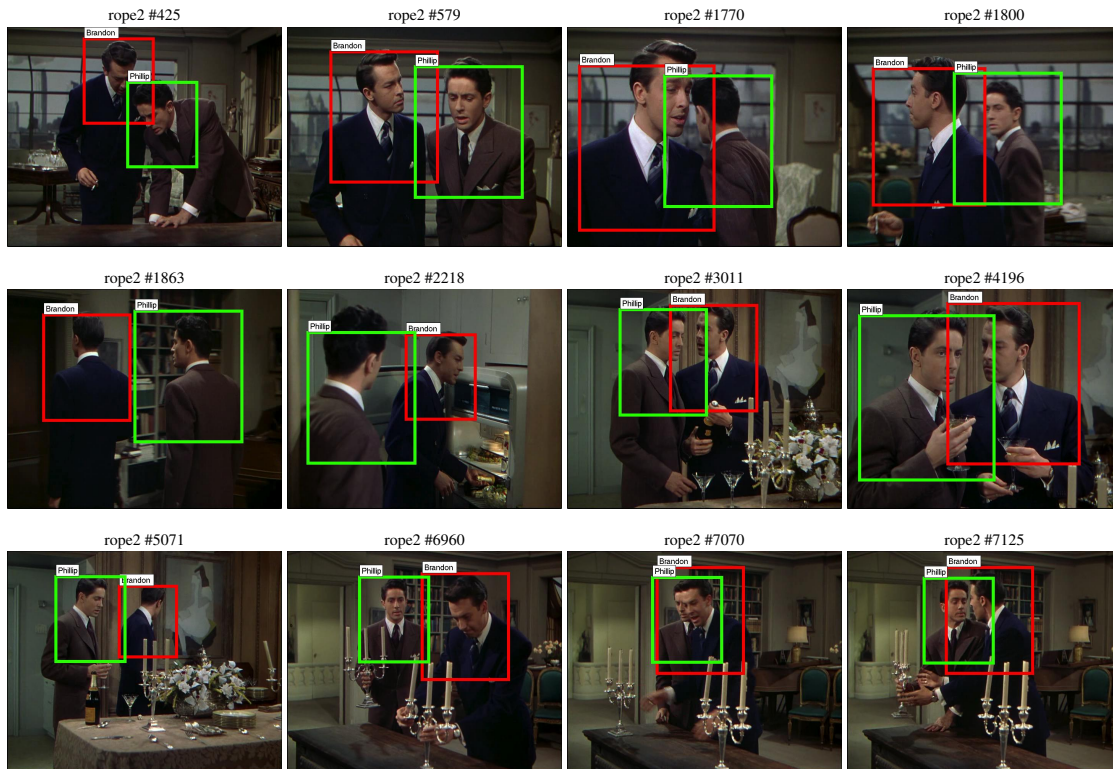 rope2 #425
rope2 #579
rope2 #1770
rope2 #1800
Brandon
Phillip
Brandon
Phillip
Brandon
Phillip
Brandon
Phillip
rope2 #1863
rope2 #2218
rope2 #3011
rope2 #4196
Brandon
Phillip
Phillip
Brandon
Phillip
Brandon
Phillip
Brandon
rope2 #5071
rope2 #6960
rope2 #7070
rope2 #7125
Phillip
Brandon
Phillip
Brandon
Brandon
Phillip
Phillip
Brandon